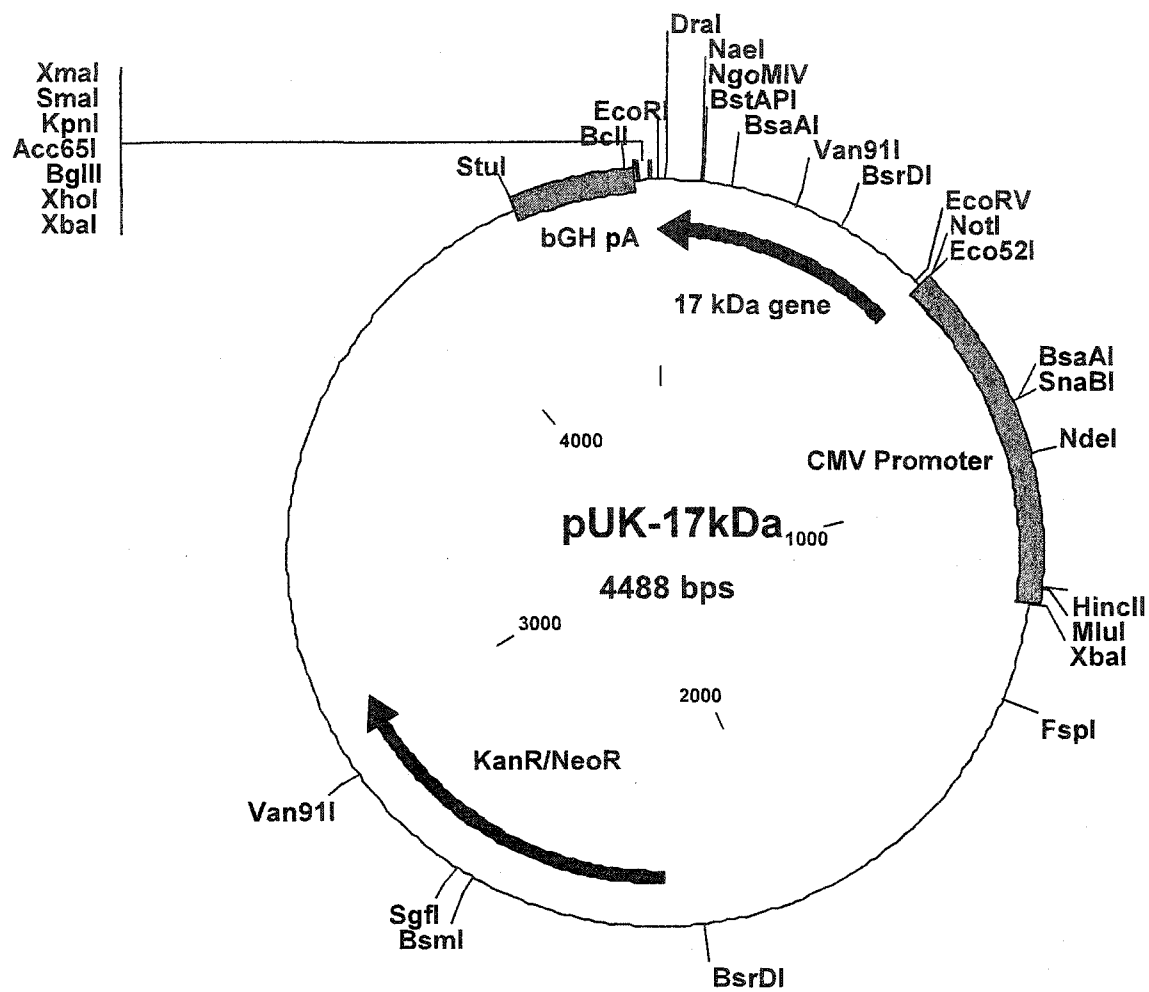 DraI
NaeI
NgoMIV
BstAPI
BsaAI
Van91I
BsrDI
EcoRI
BclI
XmaI
SmaI
KpnI
Acc65I
BglII
XhoI
XbaI
StuI
bGH pA
EcoRV
NotI
Eco52I
17 kDa gene
BsaAI
SnaBI
NdeI
4000
CMV Promoter
pUK-17kDa
1000
4488 bps
HincII
MluI
XbaI
3000
2000
FspI
KanR/NeoR
Van91I
SgfI
BsmI
BsrDI